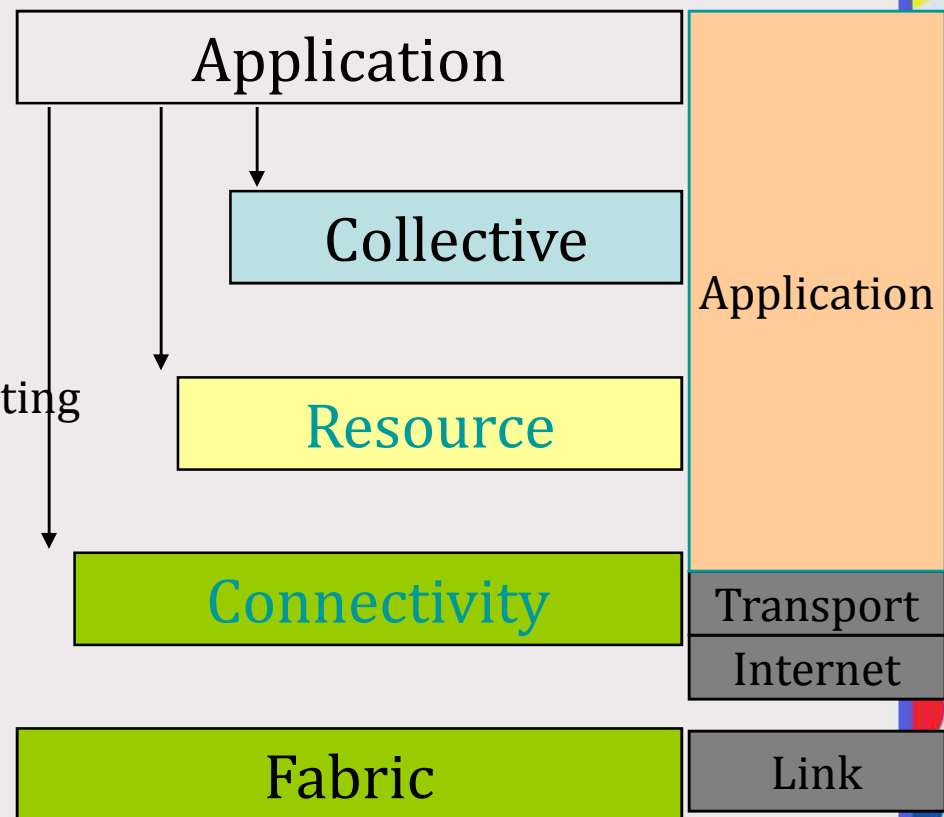 Application
Collective
Application
ting
Resource
Connectivity
Transport
Internet
Fabric
Link